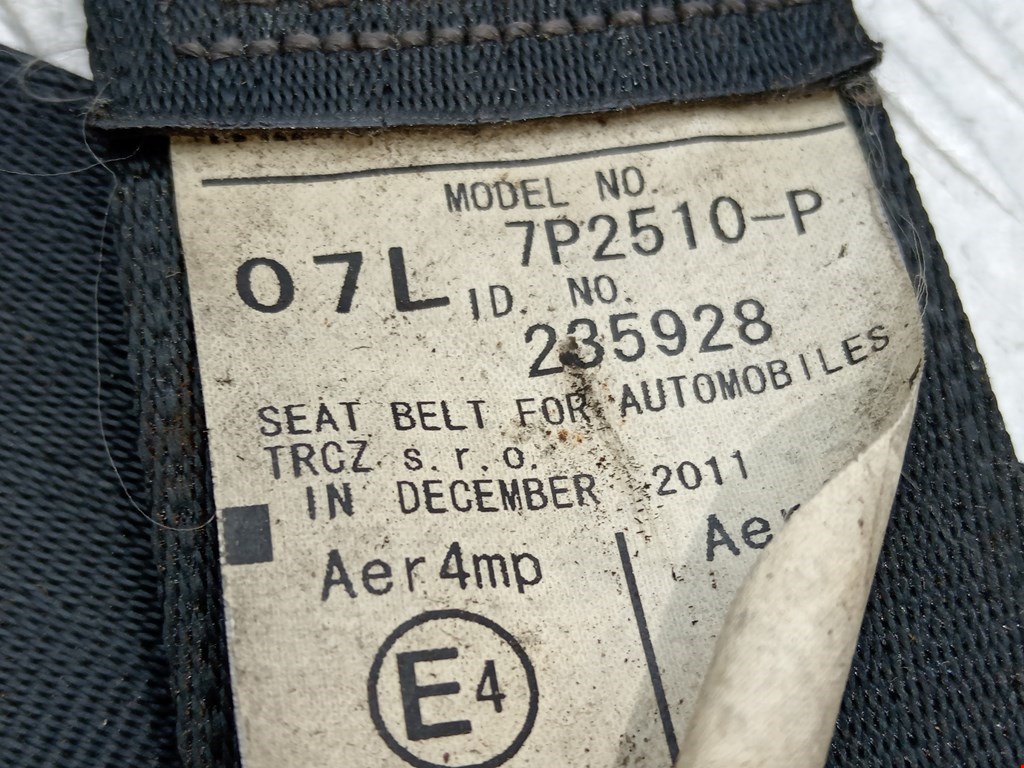 MODEL NO.
7P2510-P
07L
ID NO.
235928
SEAT BELT FOR AUTOMOBILES
TRCZ s.r.o.
IN DECEMBER 2011
Aer4mp
E4